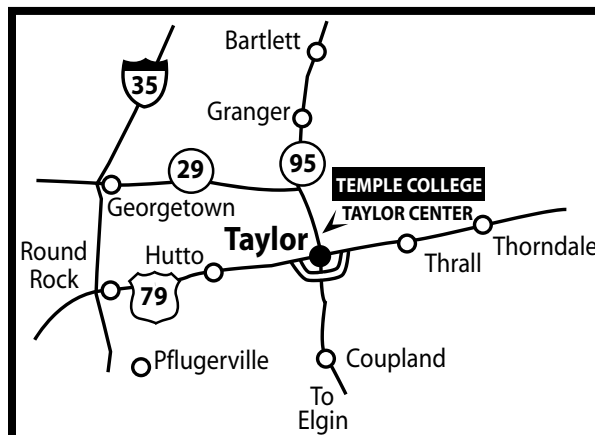 Bartlett
35
Granger
29
95
TEMPLE COLLEGE
TAYLOR CENTER
Georgetown
Taylor
Thorndale
Round
Rock
Hutto
Thrall
79
Pflugerville
Coupland
To
Elgin